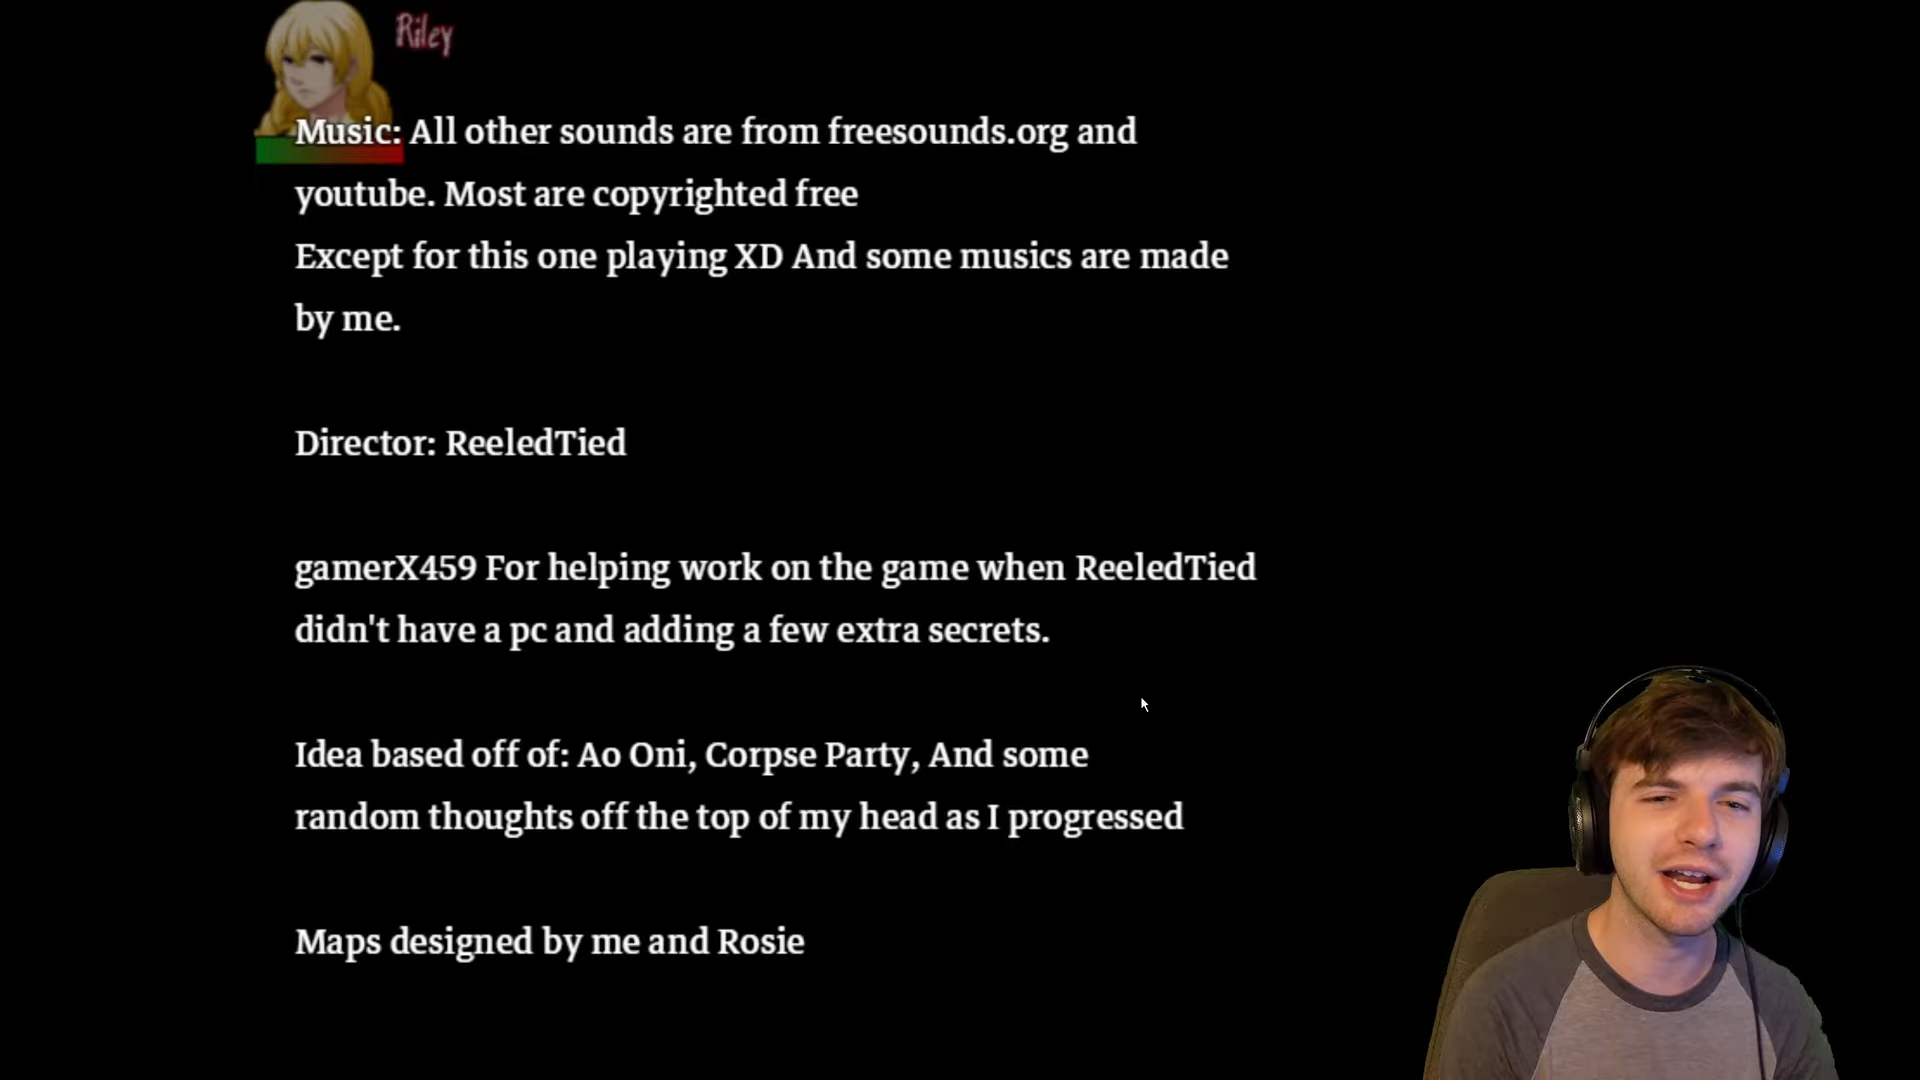 Riley
Music: All other sounds are from freesounds.org and
youtube. Most are copyrighted free
Except for this one playing XD And some musics are made
by me.
Director: ReeledTied
gamerX459 For helping work on the game when ReeledTied
didn't have a pc and adding a few extra secrets.
Idea based off of: Ao Oni, Corpse Party, And some
random thoughts off the top of my head as I progressed
Maps designed by me and Rosie